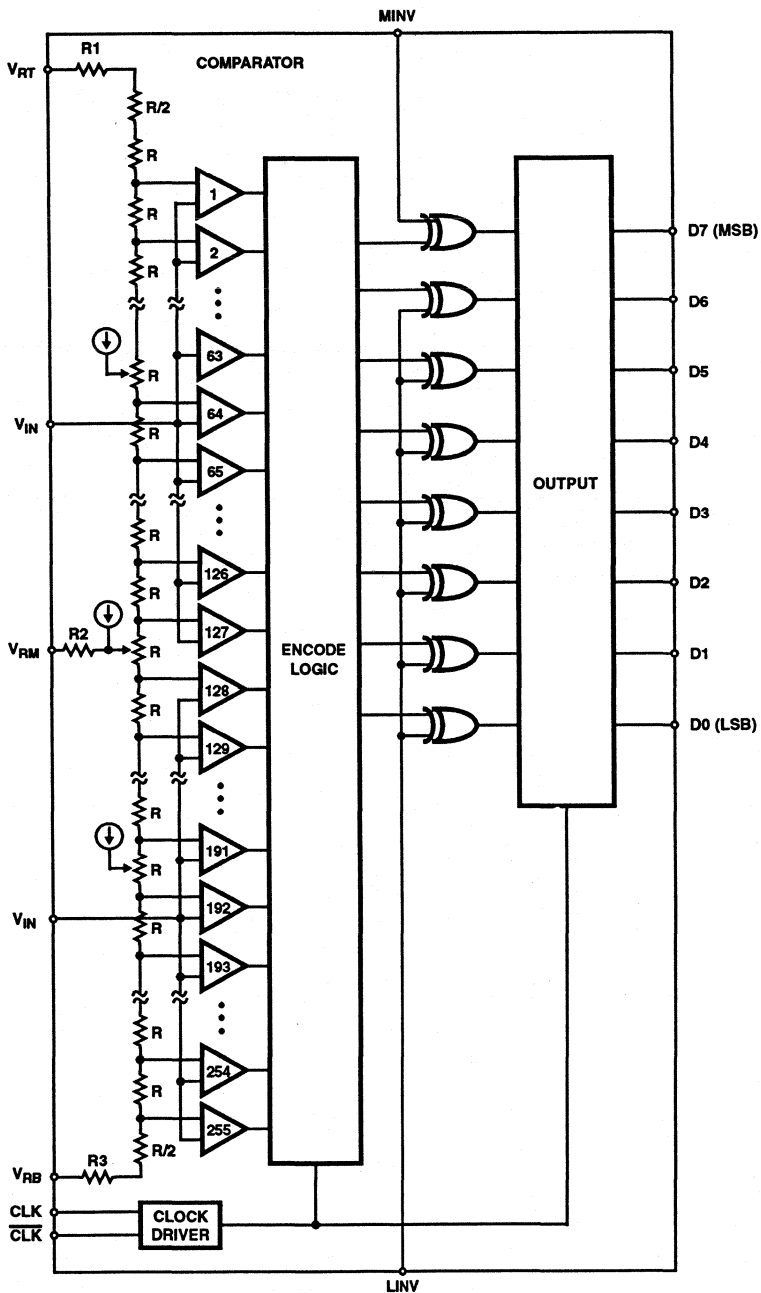 MINV
R1
COMPARATOR
VRT
R/2
R
1
R
2
R
D7 (MSB)
D6
63
R
D5
64
VIN
R
D4
65
OUTPUT
D3
R
126
D2
R
127
R2
VRM
R
ENCODE
LOGIC
D1
128
R
129
D0 (LSB)
R
191
R
192
VIN
R
193
R
254
R
255
R/2
R3
VRB
CLK
CLOCK
DRIVER
CLK
LINV